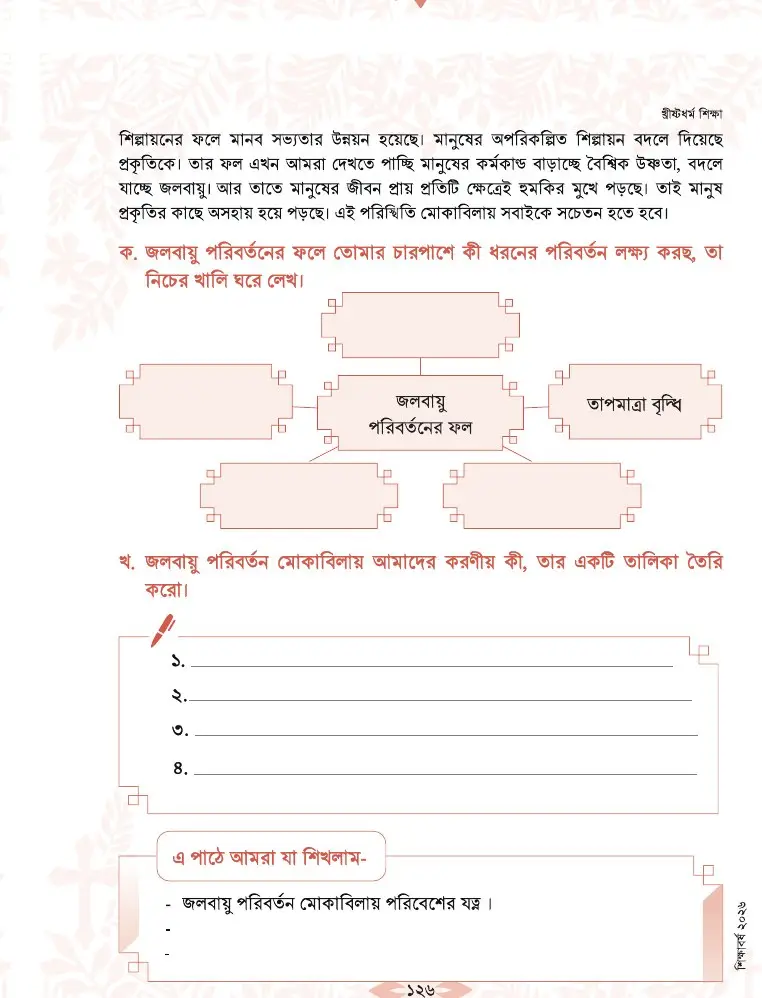 খ্রীষ্টধর্ম শিক্ষা
শিল্পায়নের ফলে মানব সভ্যতার উন্নয়ন হয়েছে। মানুষের অপরিকল্পিত শিল্পায়ন বদলে দিয়েছে
প্রকৃতিকে। তার ফল এখন আমরা দেখতে পাচ্ছি মানুষের কর্মকাণ্ড বাড়াচ্ছে বৈশ্বিক উষ্ণতা, বদলে
যাচ্ছে জলবায়ু। আর তাতে মানুষের জীবন প্রায় প্রতিটি ক্ষেত্রেই হুমকির মুখে পড়ছে। তাই মানুষ
প্রকৃতির কাছে অসহায় হয়ে পড়ছে। এই পরিস্থিতি মোকাবিলায় সবাইকে সচেতন হতে হবে।
ক. জলবায়ু পরিবর্তনের ফলে তোমার চারপাশে কী ধরনের পরিবর্তন লক্ষ্য করছ, তা
নিচের খালি ঘরে লেখ।
জলবায়ু
পরিবর্তনের ফল
তাপমাত্রা বৃদ্ধি
খ. জলবায়ু পরিবর্তন মোকাবিলায় আমাদের করণীয় কী, তার একটি তালিকা তৈরি
করো।
১.
২.
৩.
৪.
এ পাঠে আমরা যা শিখলাম-
- জলবায়ু পরিবর্তন মোকাবিলায় পরিবেশের যত্ন ।
-
-
শিক্ষাবর্ষ ২০২৬
১২৬